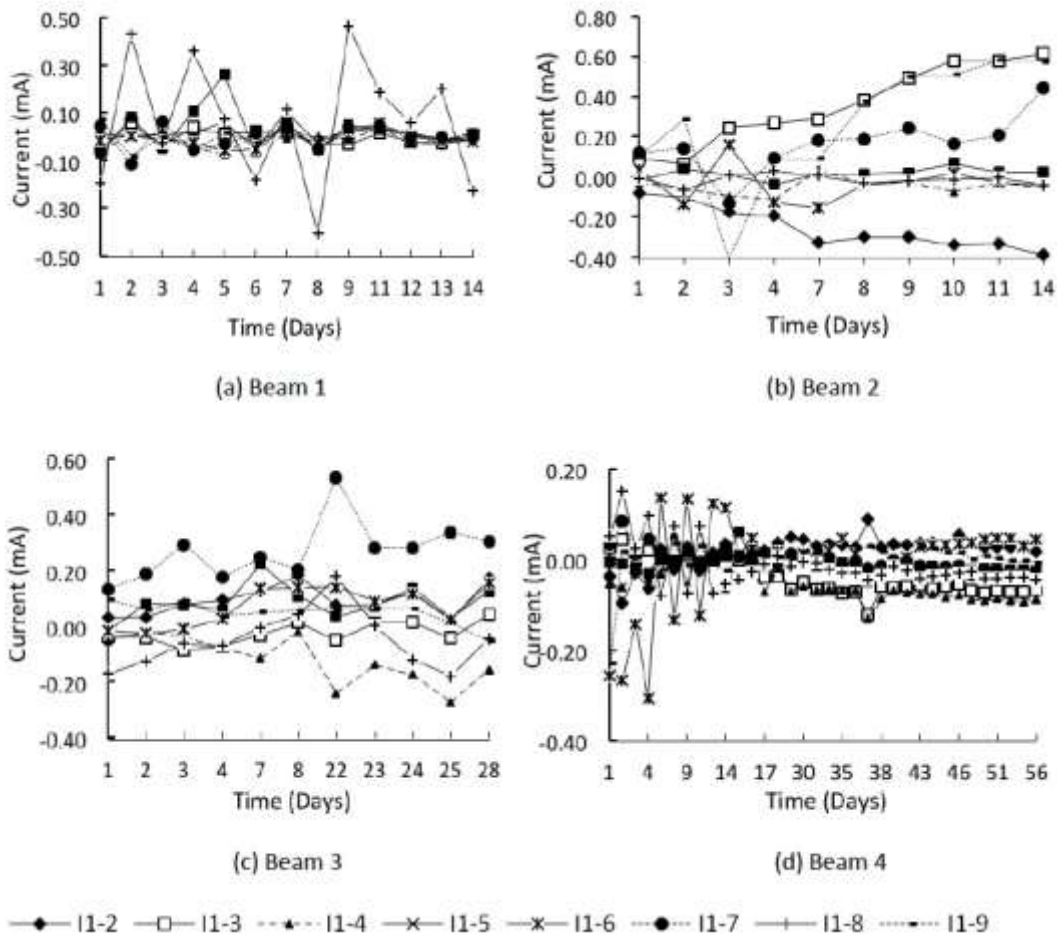 0.50
0.30
0.10
-0.10
-0.30
-0.50
Current (mA)
1 2 3 4 5 6 7 8 9 11 12 13 14
Time (Days)
(a) Beam 1
0.80
0.60
0.40
0.20
0.00
-0.20
-0.40
Current (mA)
1 2 3 4 7 8 9 10 11 14
Time (Days)
(b) Beam 2
0.60
0.40
0.20
0.00
-0.20
-0.40
Current (mA)
1 2 3 4 7 8 22 23 24 25 28
Time (Days)
(c) Beam 3
0.20
0.00
-0.20
-0.40
Current (mA)
1 4 9 14 17 30 35 38 43 46 51 56
Time (Days)
(d) Beam 4
I1-2 I1-3 I1-4 I1-5 I1-6 I1-7 I1-8 I1-9